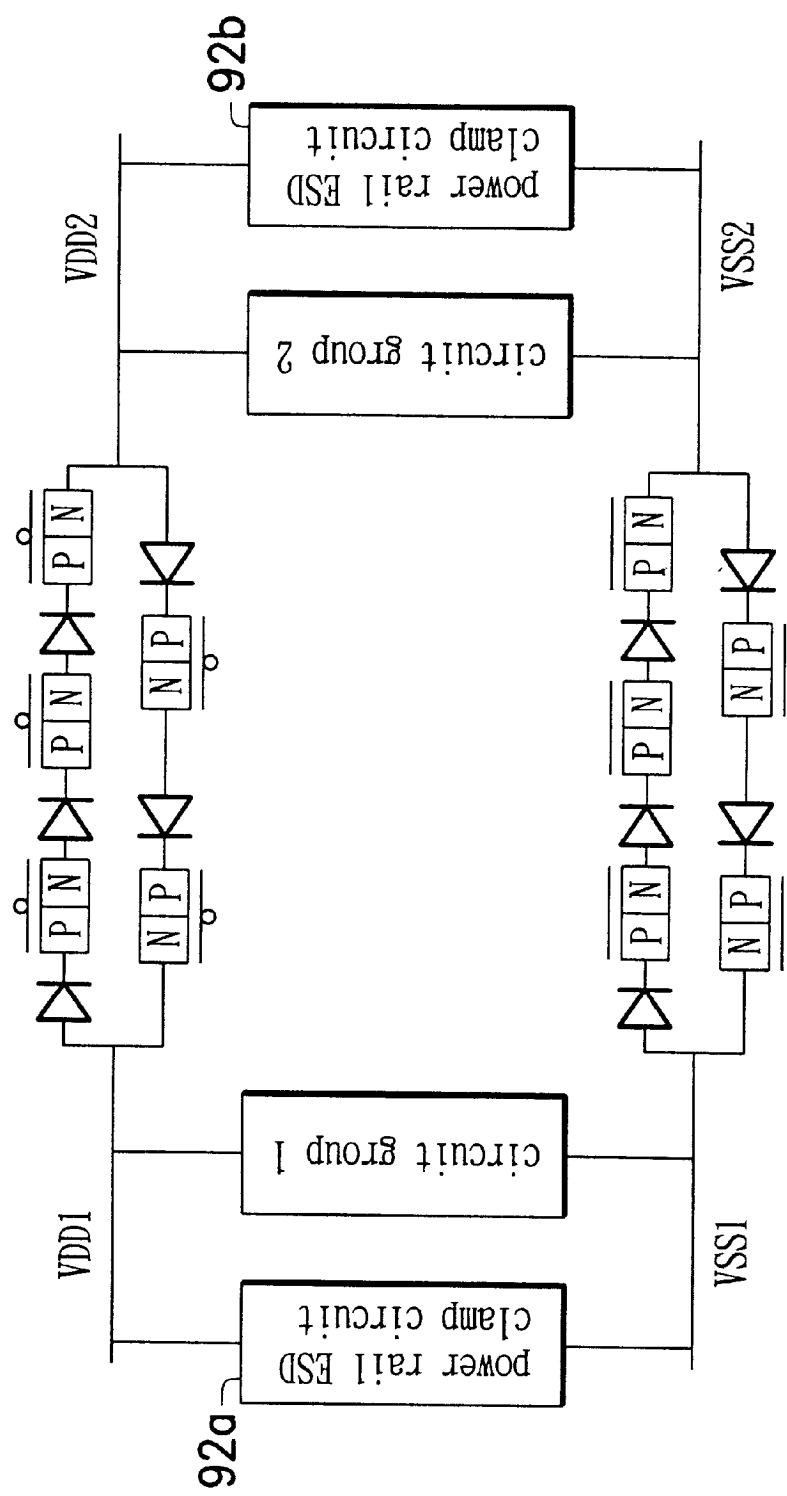 VDD1
VDD2
P N
P N
P N
N P
N P
92a
power rail ESD
clamp circuit
circuit group 1
circuit group 2
power rail ESD
clamp circuit
92b
P N
P N
P N
N P
N P
VSS1
VSS2